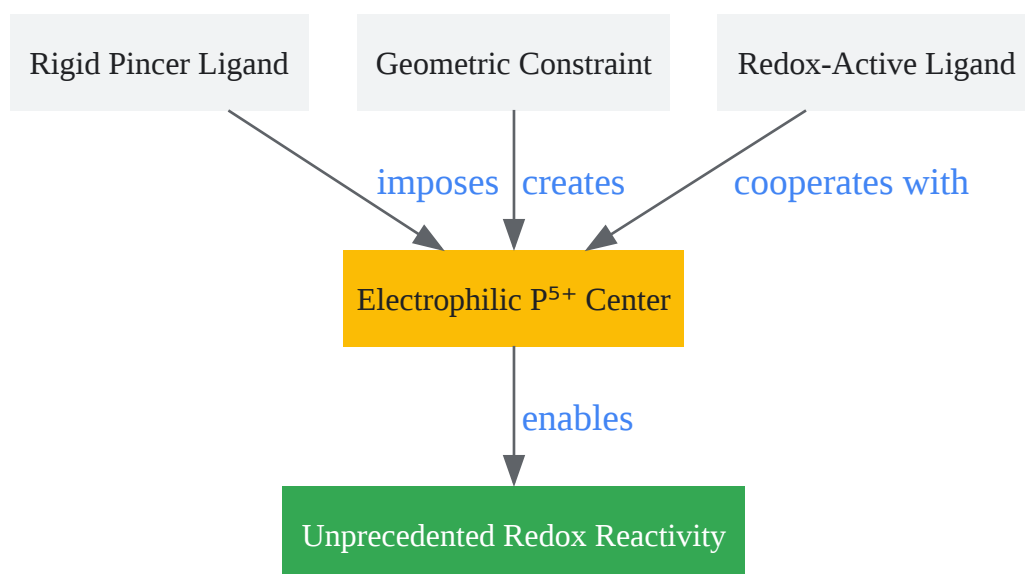 Rigid Pincer Ligand
Geometric Constraint
Redox-Active Ligand
imposes
creates
cooperates with
Electrophilic P⁵⁺ Center
enables
Unprecedented Redox Reactivity